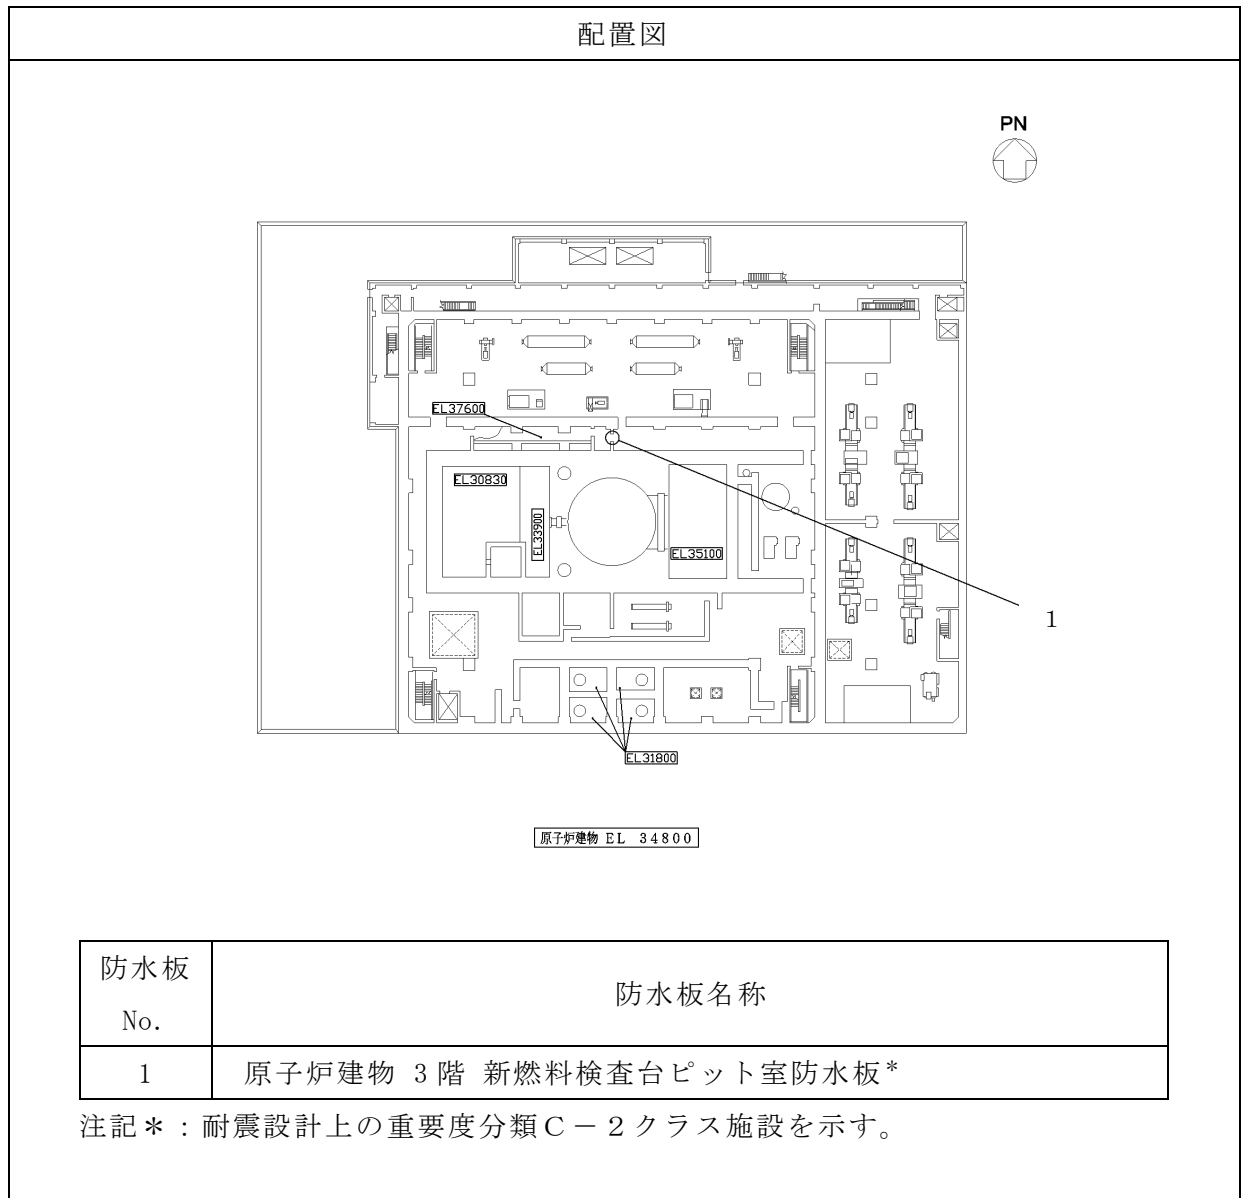 配置図
PN
EL37600
EL30830
EL33900
EL35100
1
EL31800
原子炉建物 EL 34800
防水板
No.
防水板名称
1
原子炉建物 3階 新燃料検査台ピット室防水板*
注記＊：耐震設計上の重要度分類Ｃ－２クラス施設を示す。